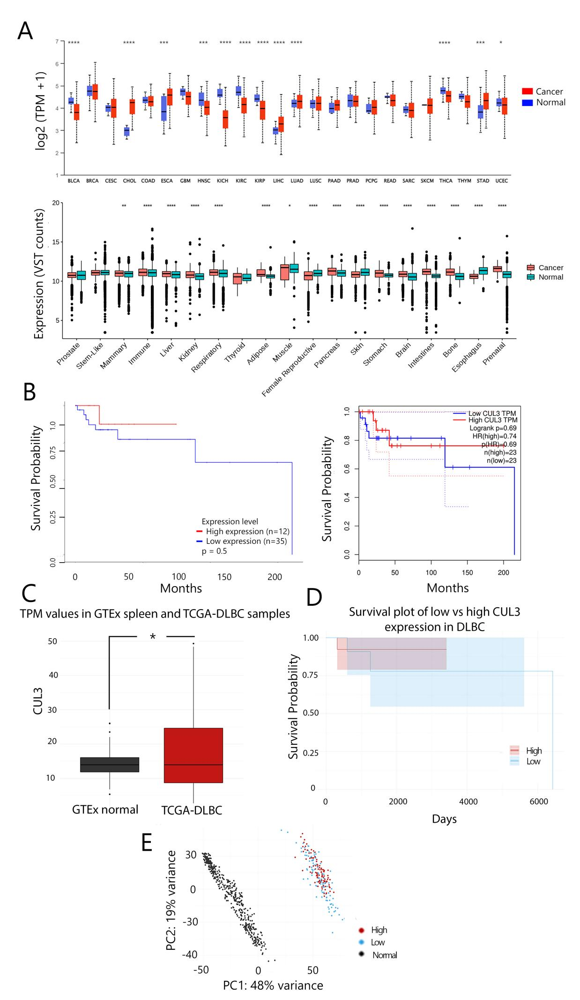 A
7
6
5
4
3
2
1
log2 (TPM +1)
**** **** *** *** **** **** **** **** **** **** *** *
BLCA BRCA CESC CHOL COAD ESCA GBM HNSC KICH KIRC KIRP LIHC LUAD LUSC PAAD PRAD PCPG READ SARC SKCM THCA THYM STAD UCEC
Cancer
Normal
20
15
10
5
Expression (VST counts)
** **** **** **** **** **** * **** **** **** **** **** **** **** **** ****
Prostate Stem-Like Mammary Immune Liver Kidney Respiratory Thyroid Adipose Muscle Female Reproductive Pancreas Skin Stomach Brain Intestines Bone Esophagus Prenatal
Cancer
Normal
B
Survival Probability
1.0
0.75
0.50
0.25
0.0
Expression level
High expression (n=12)
Low expression (n=35)
p = 0.5
0 50 100 150 200
Months
Survival Probability
1.0
0.8
0.6
0.4
0.2
0.0
Low CUL3 TPM
High CUL3 TPM
Logrank p=0.69
HR(high)=0.74
p(HR)=0.69
n(high)=23
n(low)=23
0 50 100 150 200
Months
C
TPM values in GTEx spleen and TCGA-DLBC samples
*
CUL3
50
40
30
20
10
GTEx normal TCGA-DLBC
D
Survival plot of low vs high CUL3
expression in DLBC
Survival Probability
1.00
0.75
0.50
0.25
0
High
Low
0 2000 4000 6000
Days
E
PC2: 19% variance
30
0
-30
-40
-50 0 50
PC1: 48% variance
High
Low
Normal